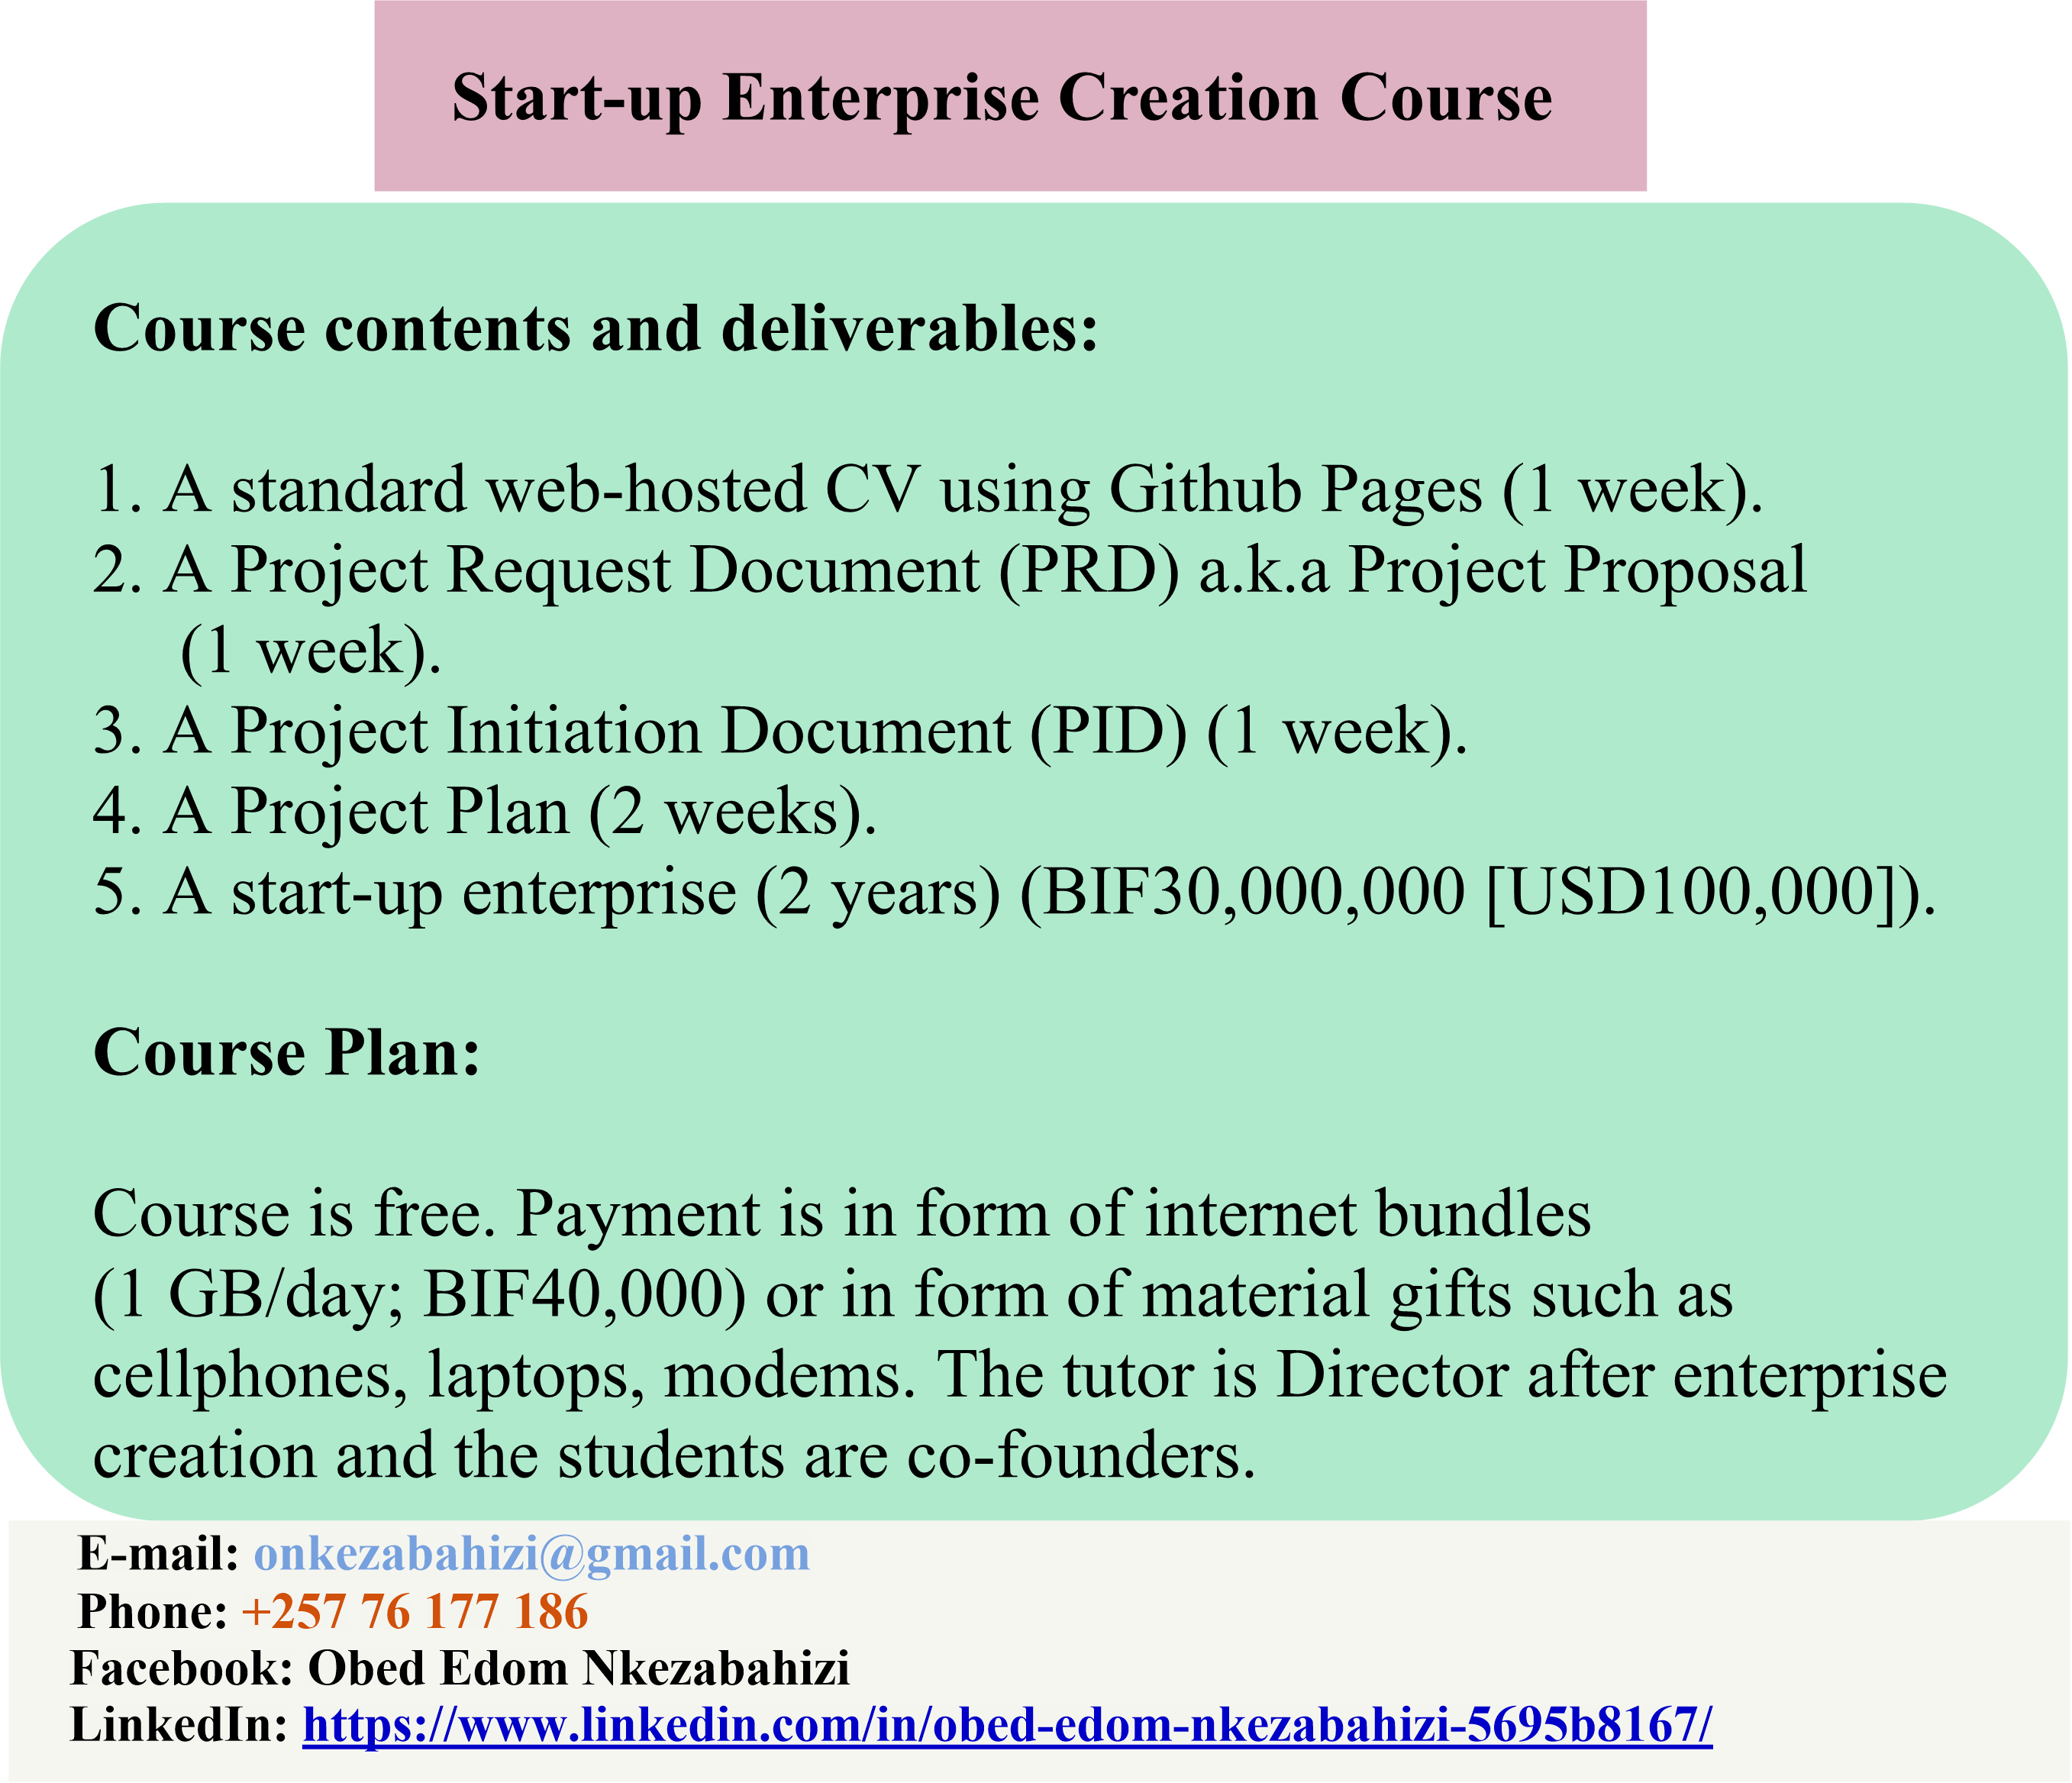 Start-up Enterprise Creation Course
Course contents and deliverables:
1. A standard web-hosted CV using Github Pages (1 week).
2. A Project Request Document (PRD) a.k.a Project Proposal
(1 week).
3. A Project Initiation Document (PID) (1 week).
4. A Project Plan (2 weeks).
5. A start-up enterprise (2 years) (BIF30,000,000 [USD100,000]).
Course Plan:
Course is free. Payment is in form of internet bundles
(1 GB/day; BIF40,000) or in form of material gifts such as
cellphones, laptops, modems. The tutor is Director after enterprise
creation and the students are co-founders.
E-mail: onkezabahizi@gmail.com
Phone: +257 76 177 186
Facebook: Obed Edom Nkezabahizi
LinkedIn: https://www.linkedin.com/in/obed-edom-nkezabahizi-5695b8167/